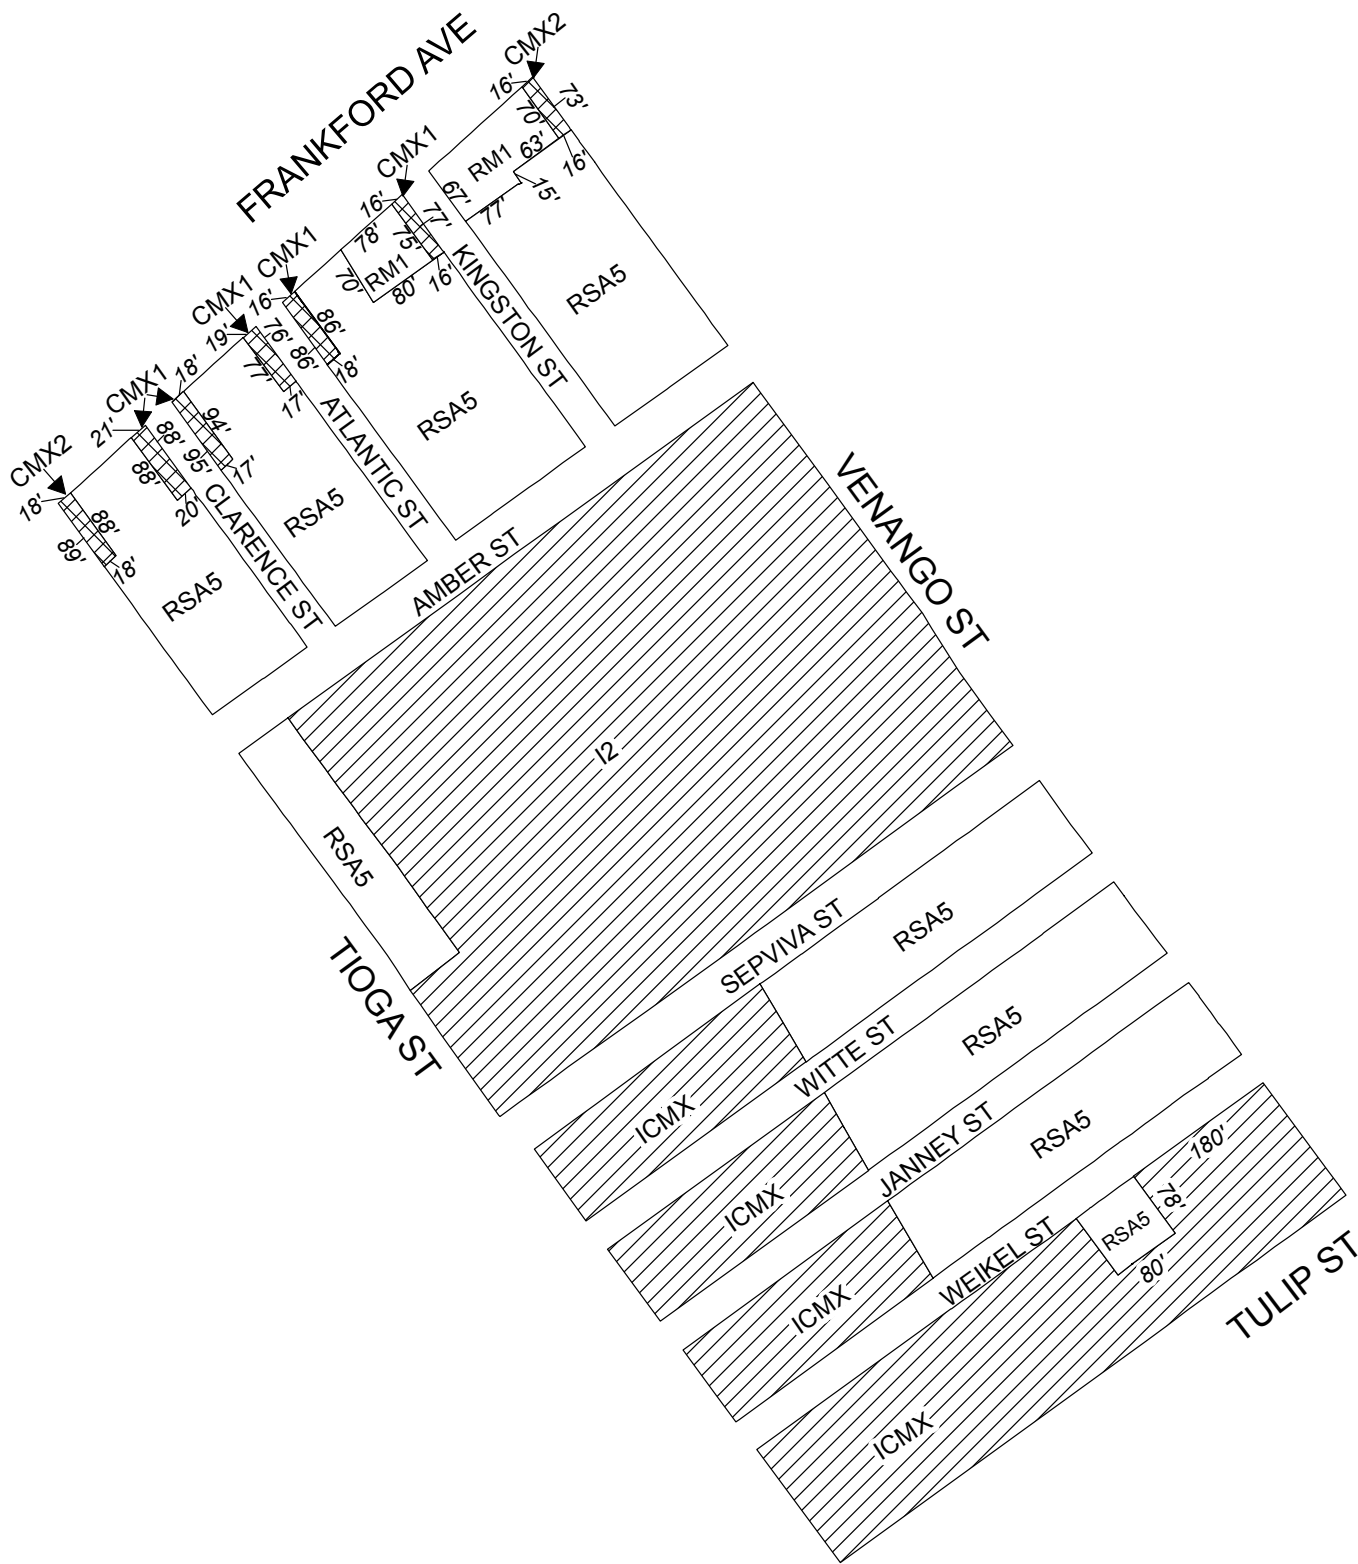 FRANKFORD AVE
CMX2
16'
73'
70'
63'
16'
RM1
15'
67'
77'
RSA5
CMX1
16'
77'
78'
75'
RM1
70'
80'
16'
KINGSTON ST
CMX1
16'
86'
86'
18'
RSA5
CMX1
19'
76'
77'
17'
ATLANTIC ST
CMX1
18'
94'
95'
17'
RSA5
21'
88'
88'
20'
CLARENCE ST
CMX2
18'
88'
89'
18'
RSA5
AMBER ST
VENANGO ST
I2
RSA5
TIOGA ST
SEPVIVA ST
RSA5
ICMX
WITTE ST
RSA5
ICMX
JANNEY ST
RSA5
ICMX
WEIKEL ST
180'
78'
RSA5
80'
ICMX
TULIP ST